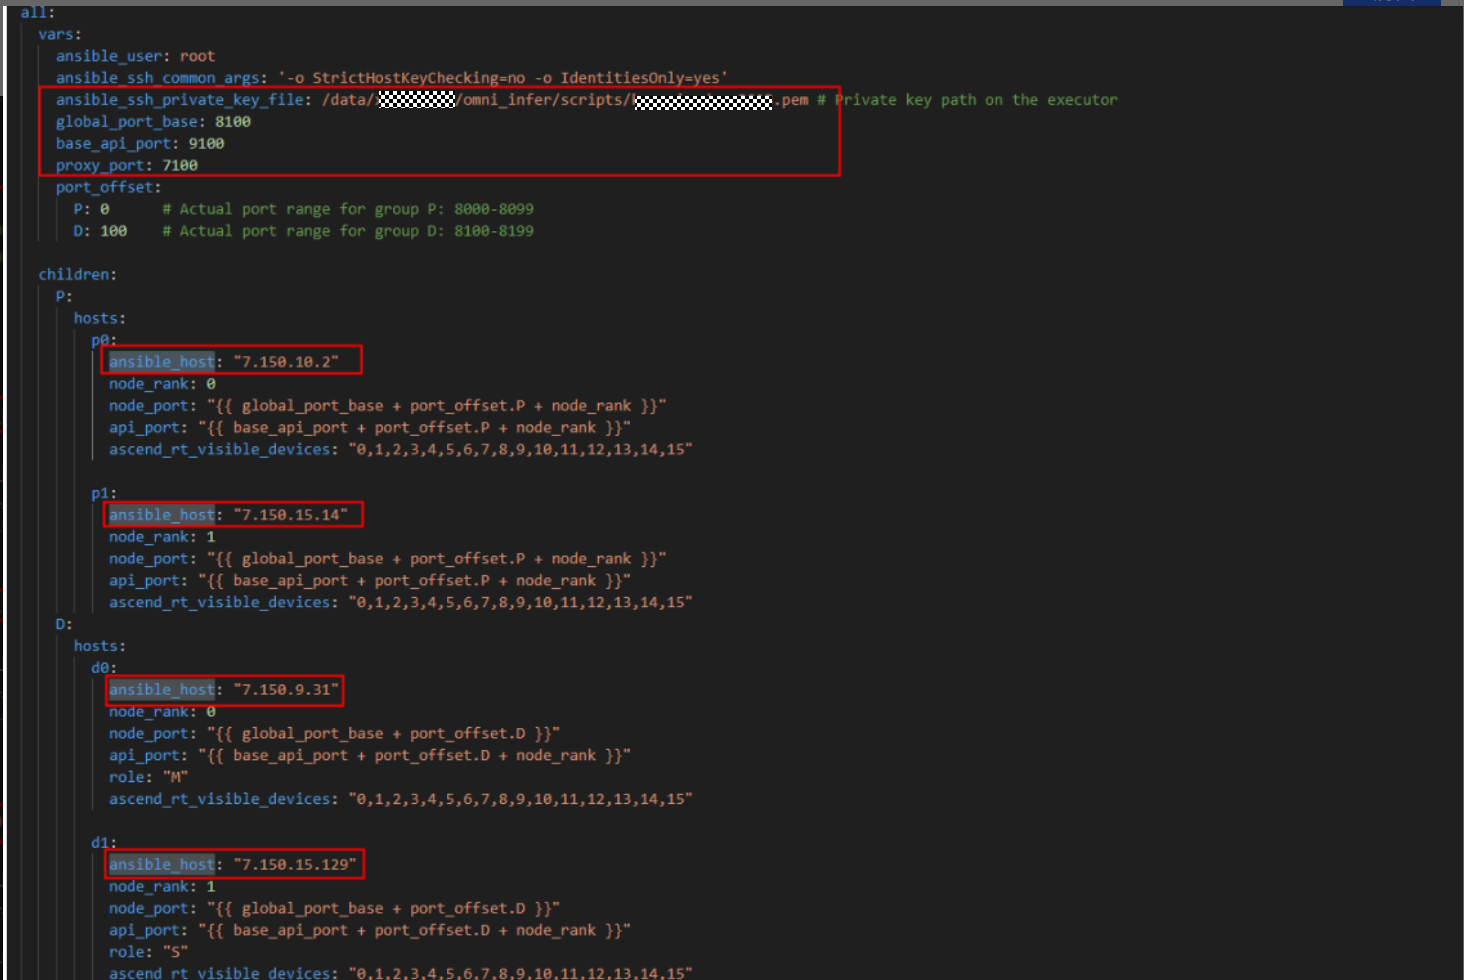 all:
vars:
ansible_user: root
ansible_ssh_common_args: '-o StrictHostKeyChecking=no -o IdentitiesOnly=yes'
ansible_ssh_private_key_file: /data/ /omni_infer/scripts/ .pem # Private key path on the executor
global_port_base: 8100
base_api_port: 9100
proxy_port: 7100
port_offset:
P: 0 # Actual port range for group P: 8000-8099
D: 100 # Actual port range for group D: 8100-8199
children:
P:
hosts:
p0:
ansible_host: "7.150.10.2"
node_rank: 0
node_port: "{{ global_port_base + port_offset.P + node_rank }}"
api_port: "{{ base_api_port + port_offset.P + node_rank }}"
ascend_rt_visible_devices: "0,1,2,3,4,5,6,7,8,9,10,11,12,13,14,15"
p1:
ansible_host: "7.150.15.14"
node_rank: 1
node_port: "{{ global_port_base + port_offset.P + node_rank }}"
api_port: "{{ base_api_port + port_offset.P + node_rank }}"
ascend_rt_visible_devices: "0,1,2,3,4,5,6,7,8,9,10,11,12,13,14,15"
D:
hosts:
d0:
ansible_host: "7.150.9.31"
node_rank: 0
node_port: "{{ global_port_base + port_offset.D }}"
api_port: "{{ base_api_port + port_offset.D + node_rank }}"
role: "M"
ascend_rt_visible_devices: "0,1,2,3,4,5,6,7,8,9,10,11,12,13,14,15"
d1:
ansible_host: "7.150.15.129"
node_rank: 1
node_port: "{{ global_port_base + port_offset.D }}"
api_port: "{{ base_api_port + port_offset.D + node_rank }}"
role: "S"
ascend_rt_visible_devices: "0,1,2,3,4,5,6,7,8,9,10,11,12,13,14,15"